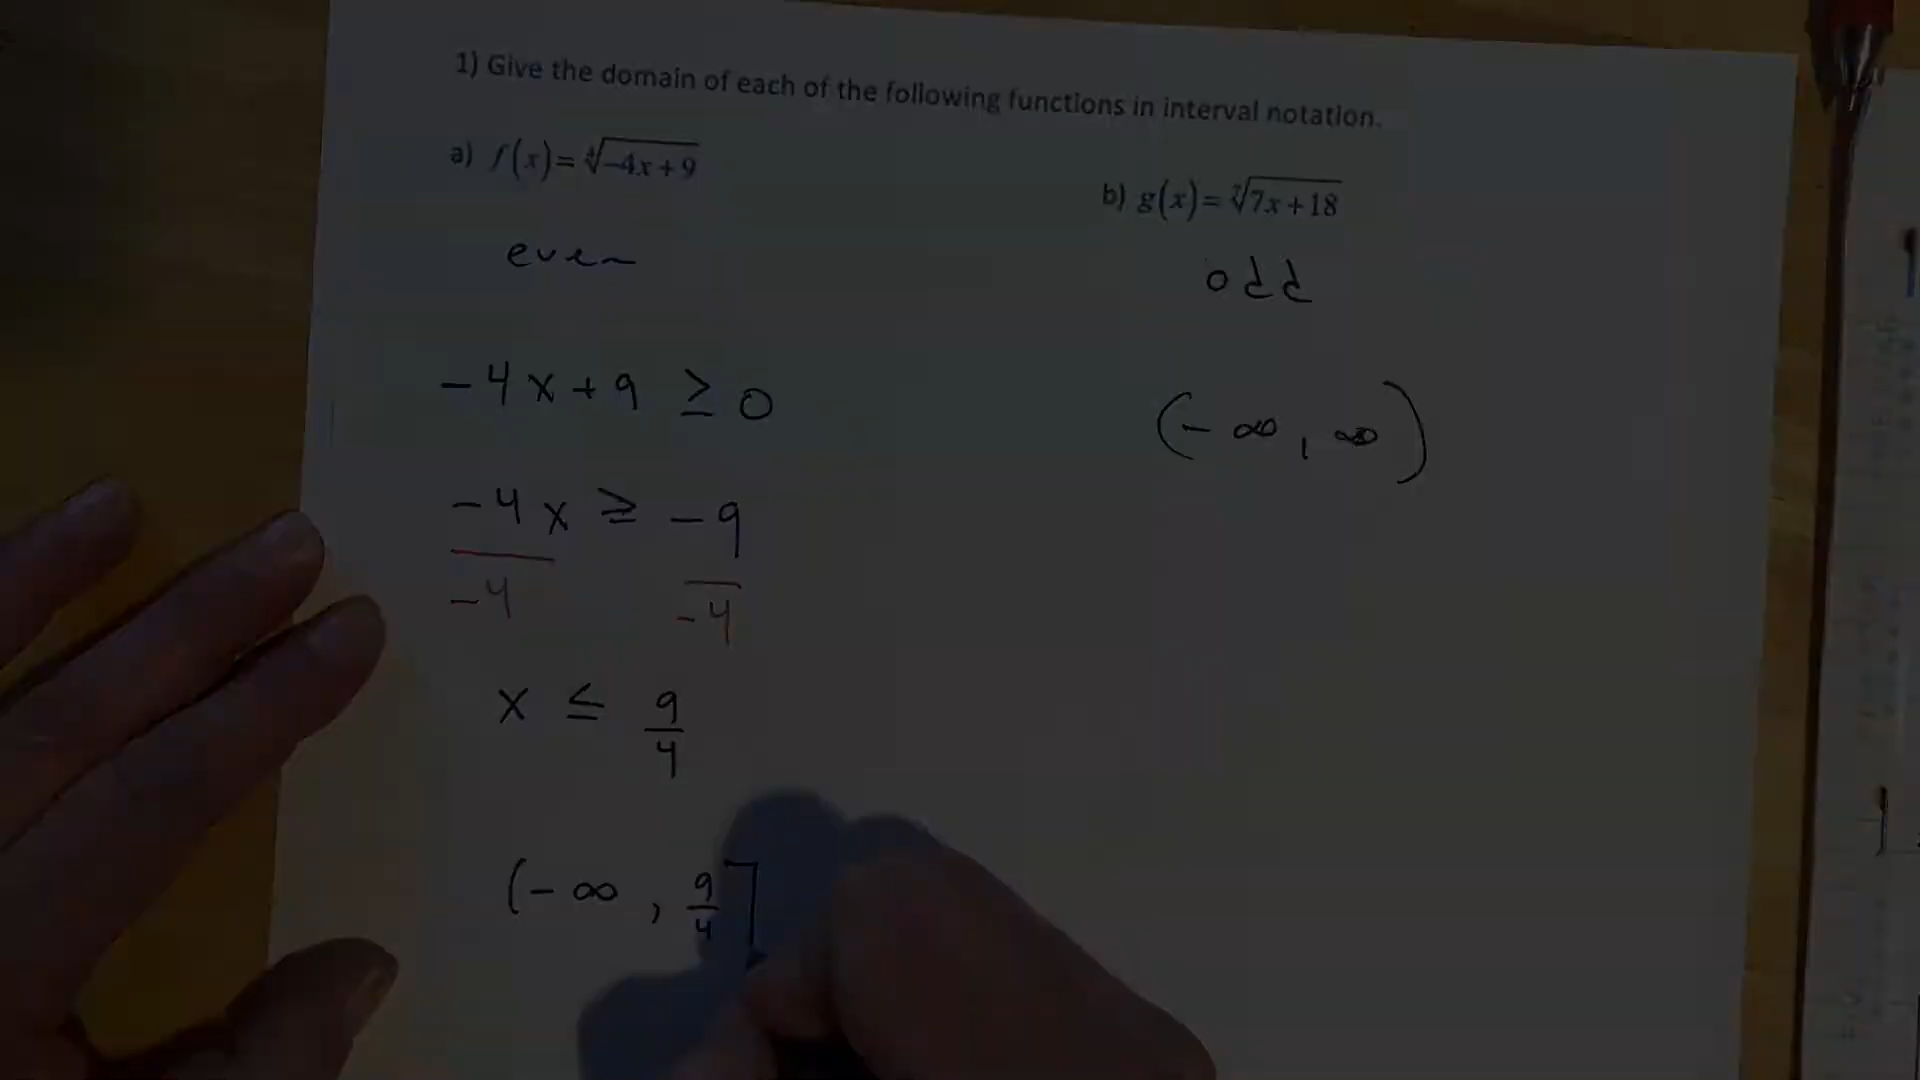 1) Give the domain of each of the following functions in interval notation.
a) f(x)=∜(-4x+9)
b) g(x)=⁷√(7x+18)
even
odd
-4x+9 ≥ 0
(-∞, ∞)
-4x ≥ -9
-4 -4
x ≤ 9/4
(-∞, 9/4]